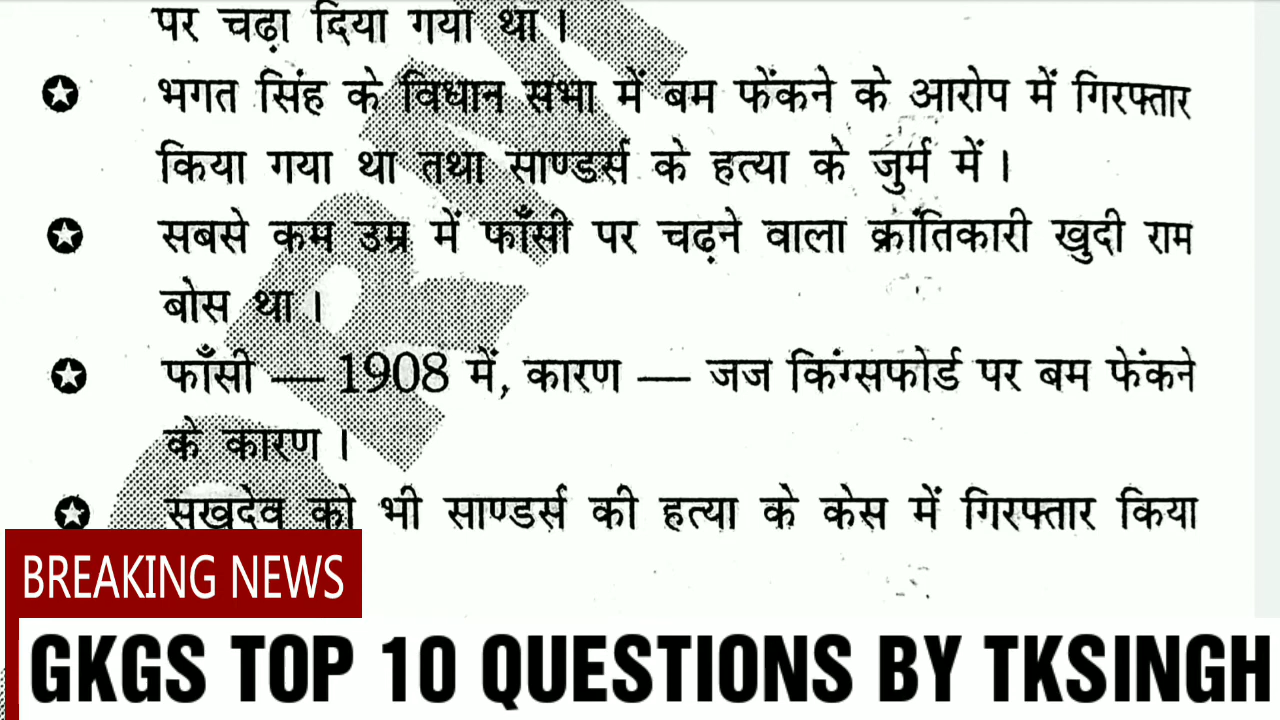 पर चढ़ा दिया गया था।
भगत सिंह के विधान सभा में बम फेंकने के आरोप में गिरफ्तार
किया गया था तथा साण्डर्स के हत्या के जुर्म में।
सबसे कम उम्र में फाँसी पर चढ़ने वाला क्रांतिकारी खुदी राम
बोस था।
फाँसी — 1908 में, कारण — जज किंग्सफोर्ड पर बम फेंकने
के कारण।
सुखदेव को भी साण्डर्स की हत्या के केस में गिरफ्तार किया
BREAKING NEWS
GKGS TOP 10 QUESTIONS BY TKSINGH